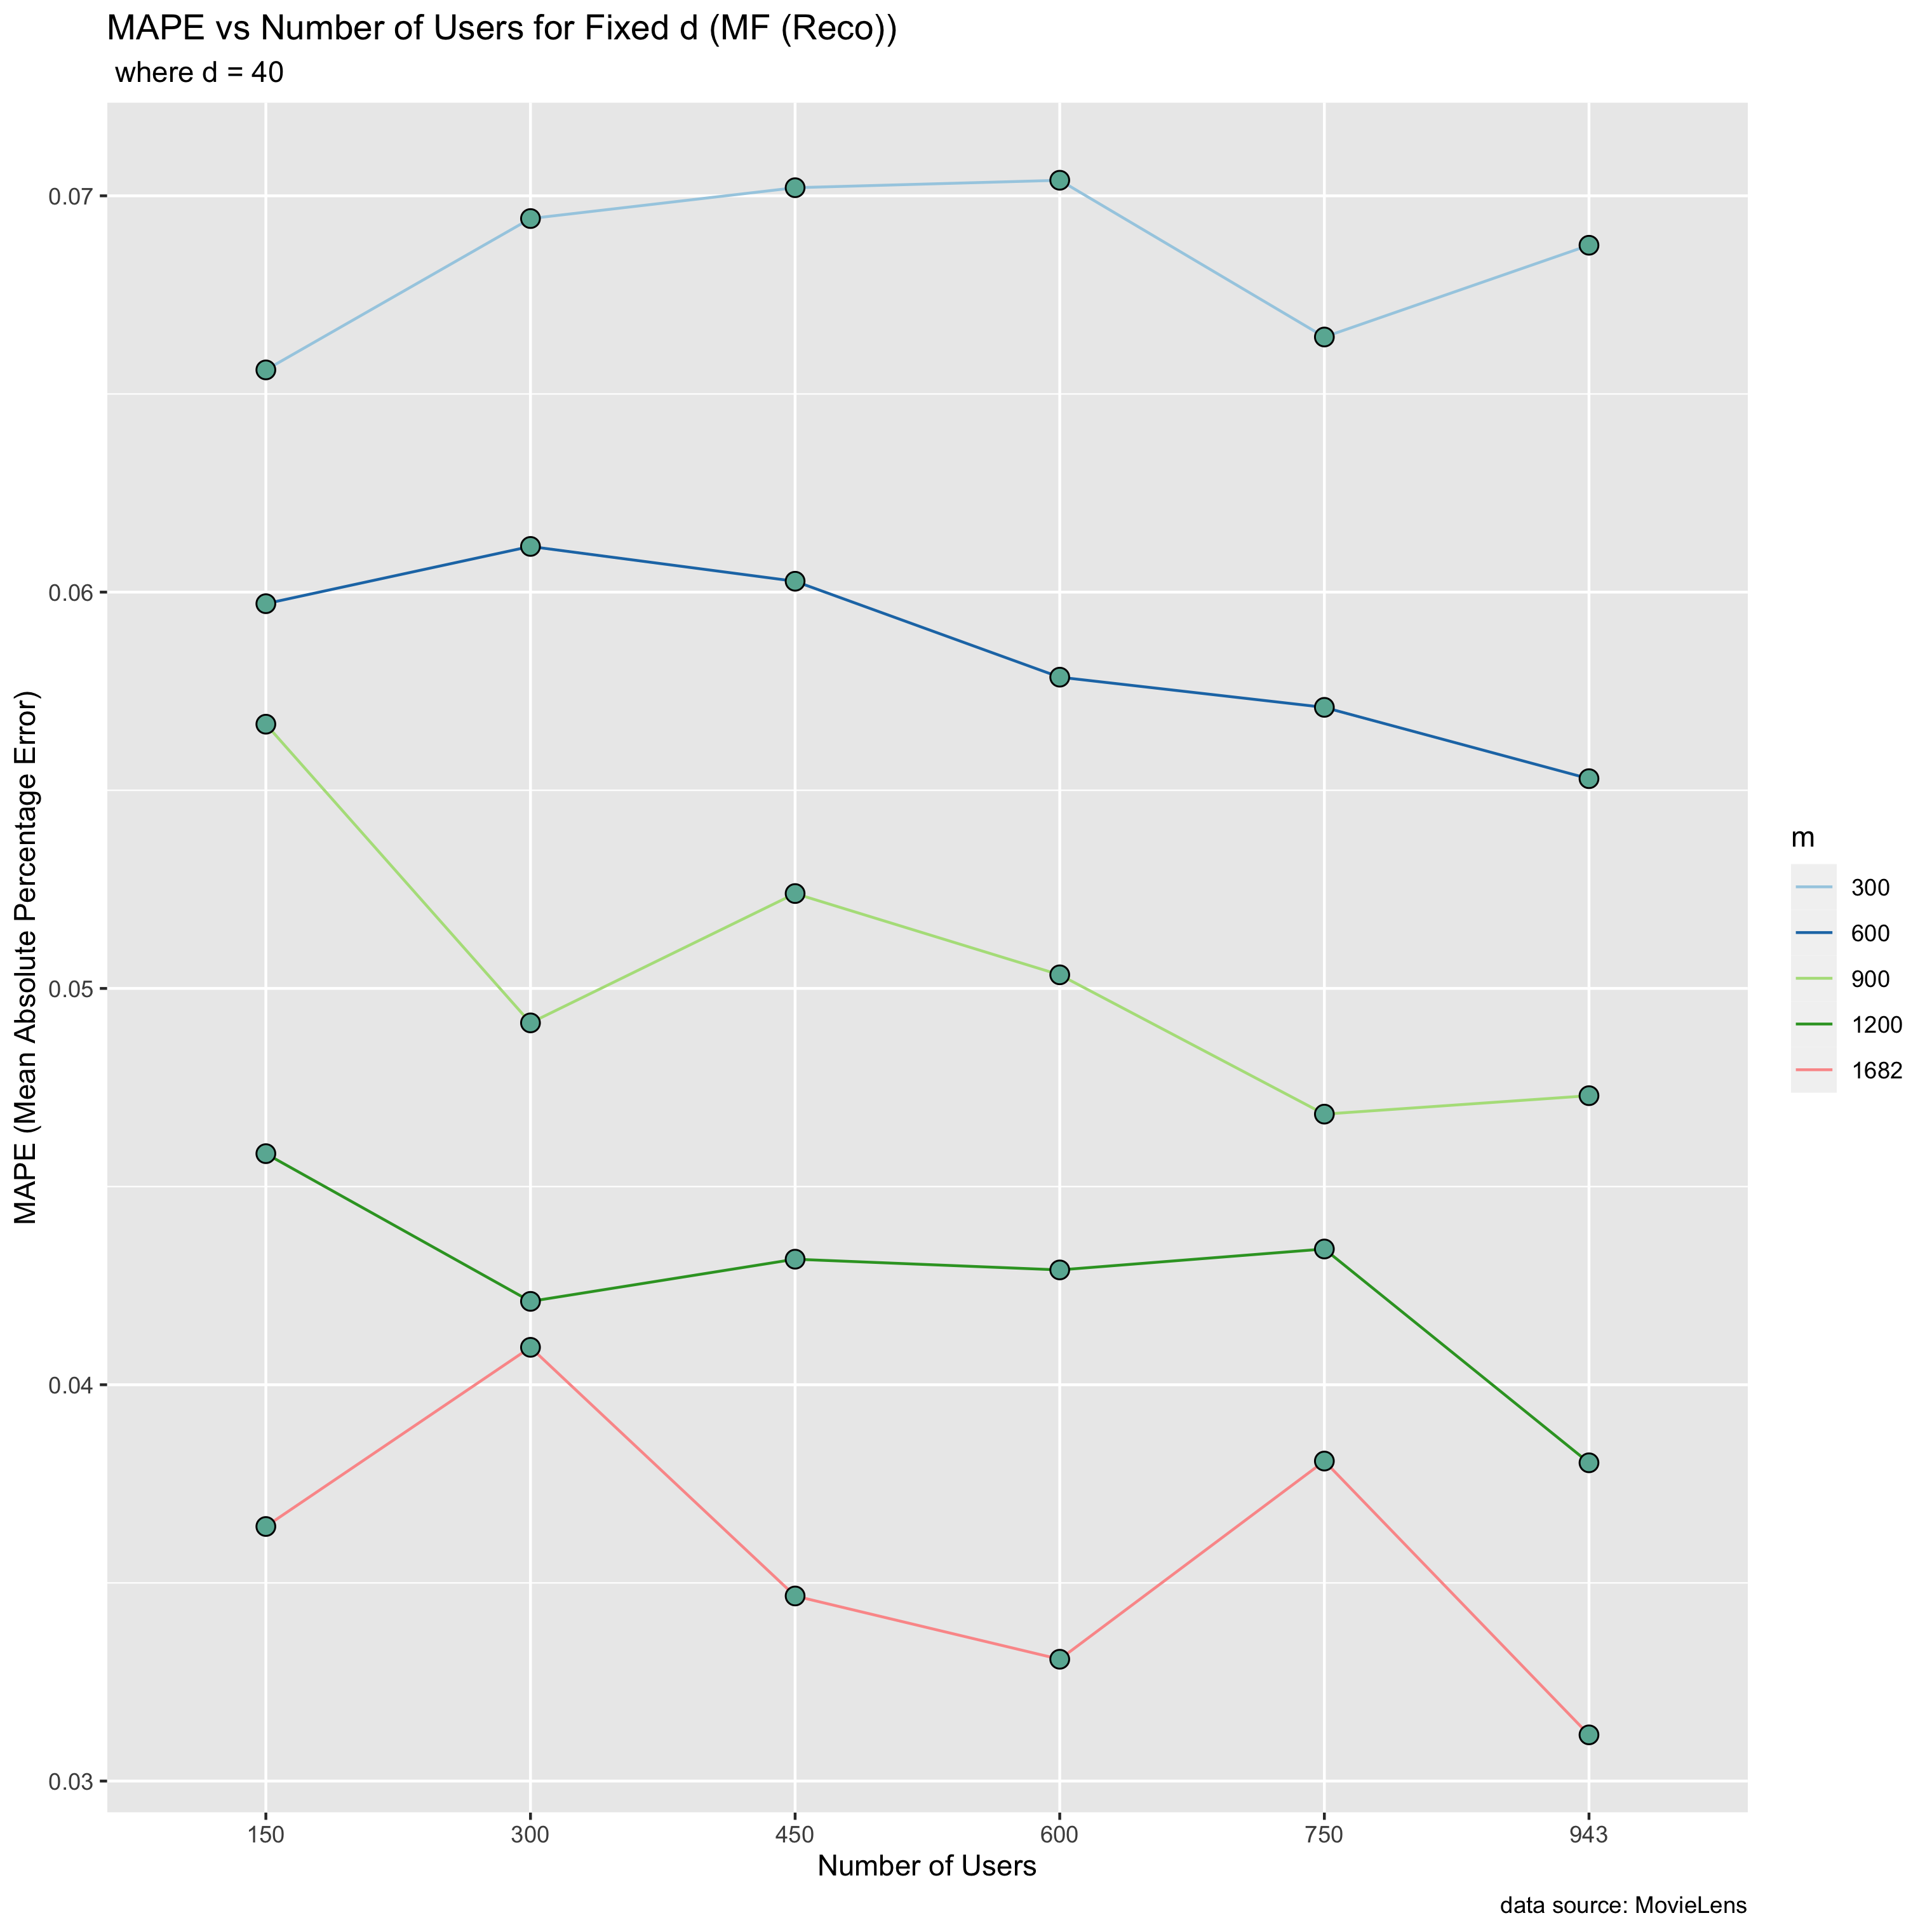 MAPE vs Number of Users for Fixed d (MF (Reco))
where d = 40
MAPE (Mean Absolute Percentage Error)
0.07
0.06
0.05
0.04
0.03
150 300 450 600 750 943
Number of Users
m
300
600
900
1200
1682
data source: MovieLens